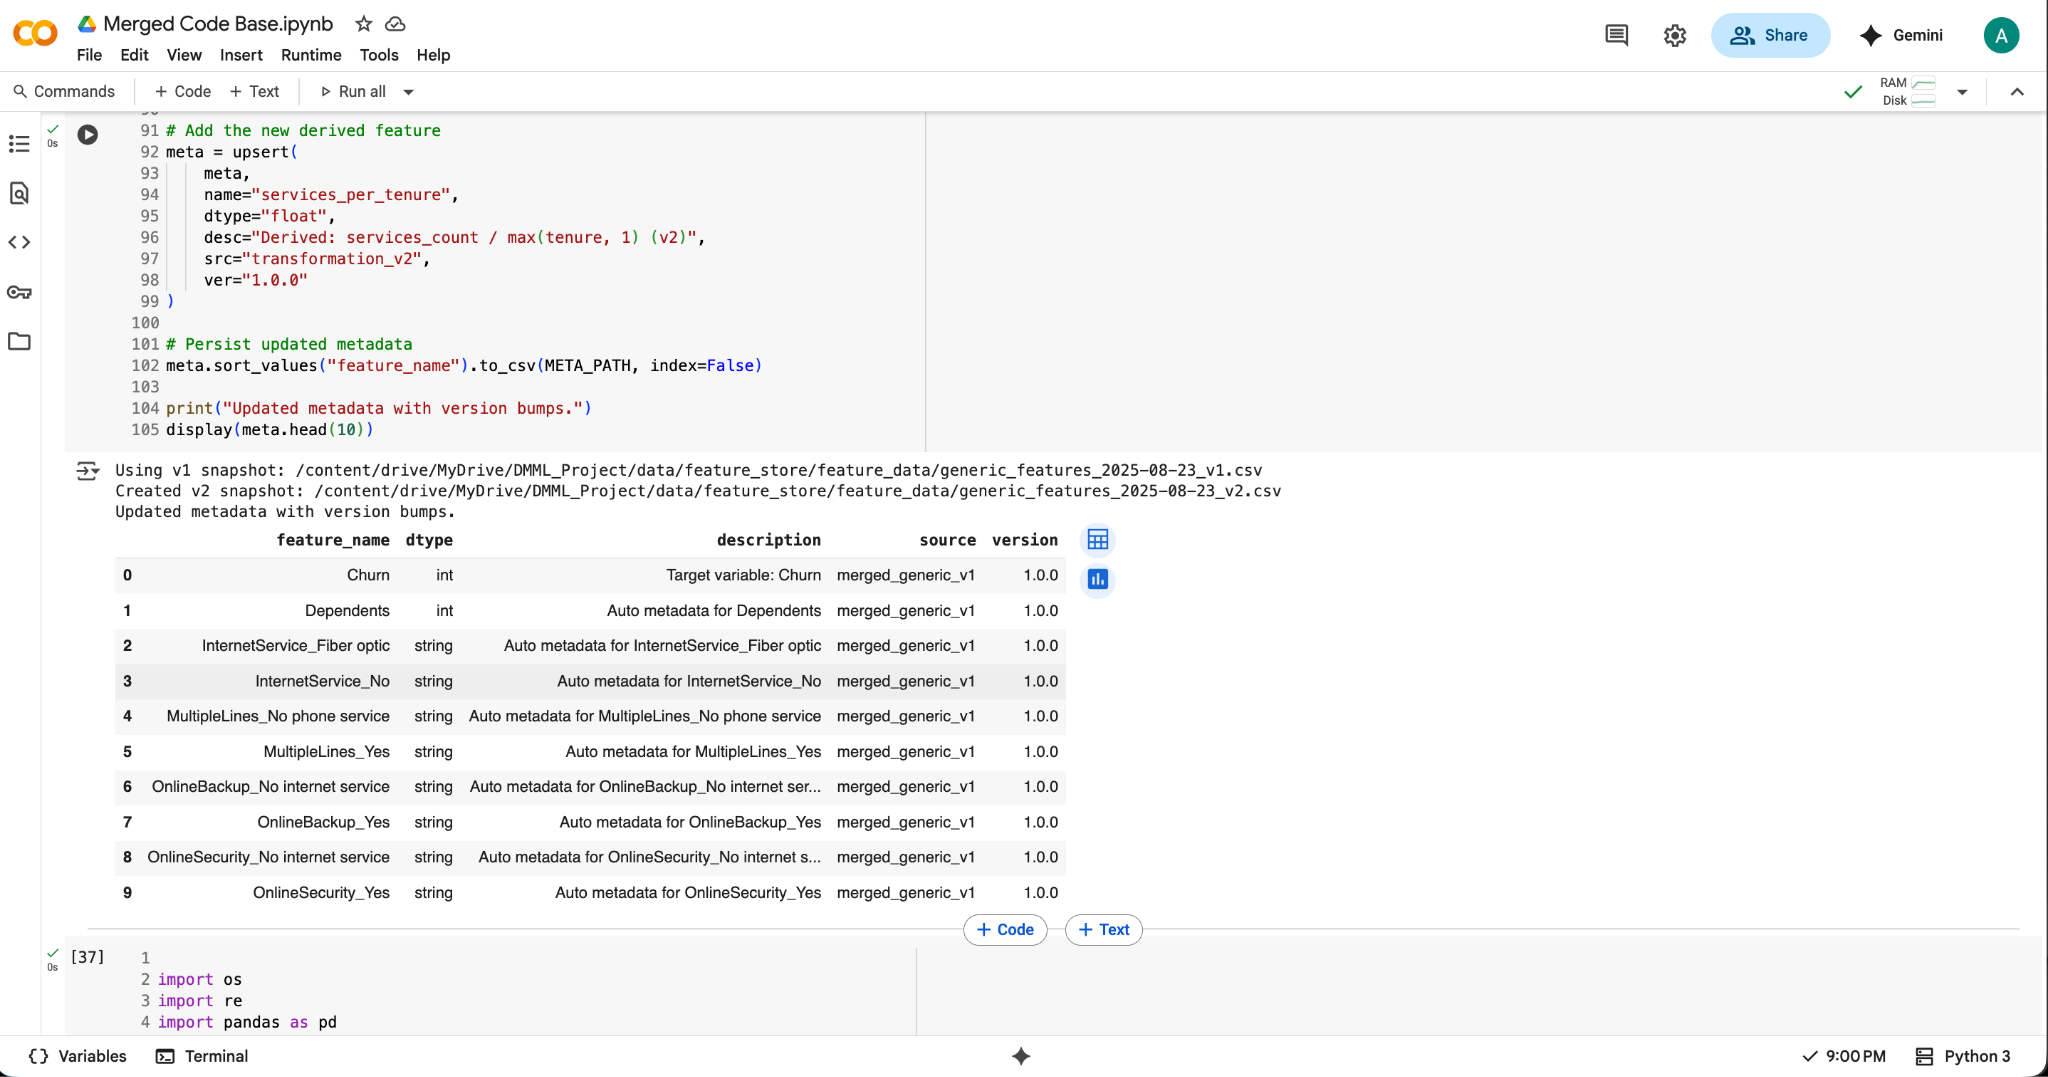 Merged Code Base.ipynb
File Edit View Insert Runtime Tools Help
Share
Gemini
A
Commands + Code + Text Run all
RAM
Disk
0s
91 # Add the new derived feature
92 meta = upsert(
93 meta,
94 name="services_per_tenure",
95 dtype="float",
96 desc="Derived: services_count / max(tenure, 1) (v2)",
97 src="transformation_v2",
98 ver="1.0.0"
99 )
100
101 # Persist updated metadata
102 meta.sort_values("feature_name").to_csv(META_PATH, index=False)
103
104 print("Updated metadata with version bumps.")
105 display(meta.head(10))
Using v1 snapshot: /content/drive/MyDrive/DMML_Project/data/feature_store/feature_data/generic_features_2025-08-23_v1.csv
Created v2 snapshot: /content/drive/MyDrive/DMML_Project/data/feature_store/feature_data/generic_features_2025-08-23_v2.csv
Updated metadata with version bumps.
feature_name dtype description source version
0 Churn int Target variable: Churn merged_generic_v1 1.0.0
1 Dependents int Auto metadata for Dependents merged_generic_v1 1.0.0
2 InternetService_Fiber optic string Auto metadata for InternetService_Fiber optic merged_generic_v1 1.0.0
3 InternetService_No string Auto metadata for InternetService_No merged_generic_v1 1.0.0
4 MultipleLines_No phone service string Auto metadata for MultipleLines_No phone service merged_generic_v1 1.0.0
5 MultipleLines_Yes string Auto metadata for MultipleLines_Yes merged_generic_v1 1.0.0
6 OnlineBackup_No internet service string Auto metadata for OnlineBackup_No internet ser... merged_generic_v1 1.0.0
7 OnlineBackup_Yes string Auto metadata for OnlineBackup_Yes merged_generic_v1 1.0.0
8 OnlineSecurity_No internet service string Auto metadata for OnlineSecurity_No internet s... merged_generic_v1 1.0.0
9 OnlineSecurity_Yes string Auto metadata for OnlineSecurity_Yes merged_generic_v1 1.0.0
+ Code + Text
0s
[37] 1
2 import os
3 import re
4 import pandas as pd
Variables Terminal
9:00 PM Python 3